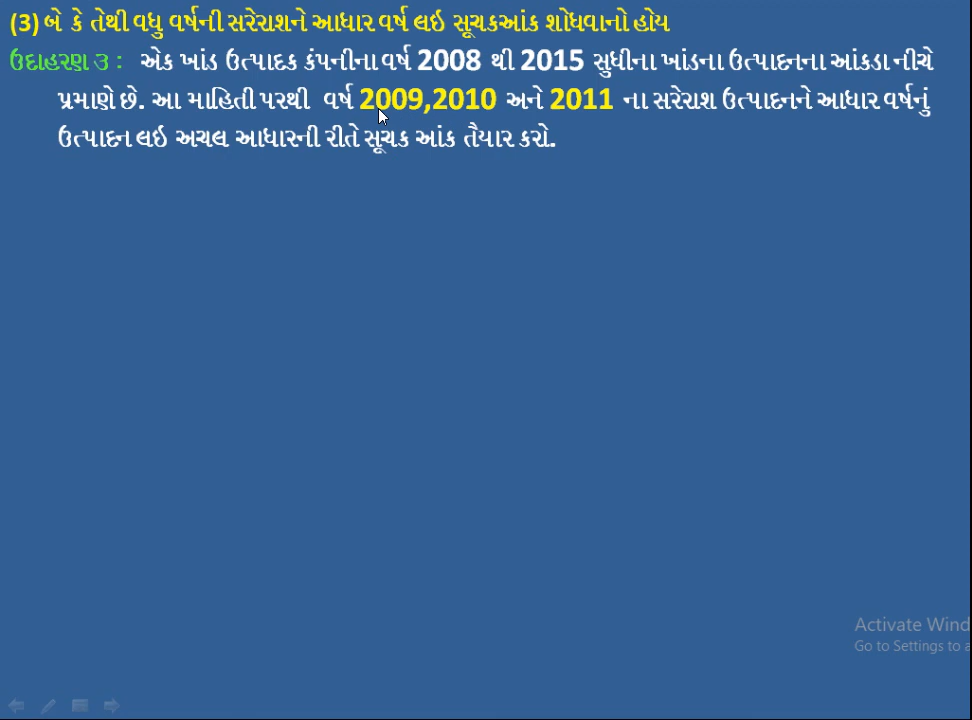 (3) બે કે તેથી વધુ વર્ષની સરેરાશને આધાર વર્ષ લઇ સૂચકઆંક શોધવાનો હોય
ઉદાહરણ ૩ : એક ખાંડ ઉત્પાદક કંપનીના વર્ષ 2008 થી 2015 સુધીના ખાંડના ઉત્પાદનના આંકડા નીચે
પ્રમાણે છે. આ માહિતી પરથી વર્ષ 2009,2010 અને 2011 ના સરેરાશ ઉત્પાદનને આધાર વર્ષનું
ઉત્પાદન લઇ અચલ આધારની રીતે સૂચક આંક તૈયાર કરો.
Activate Wind
Go to Settings to a